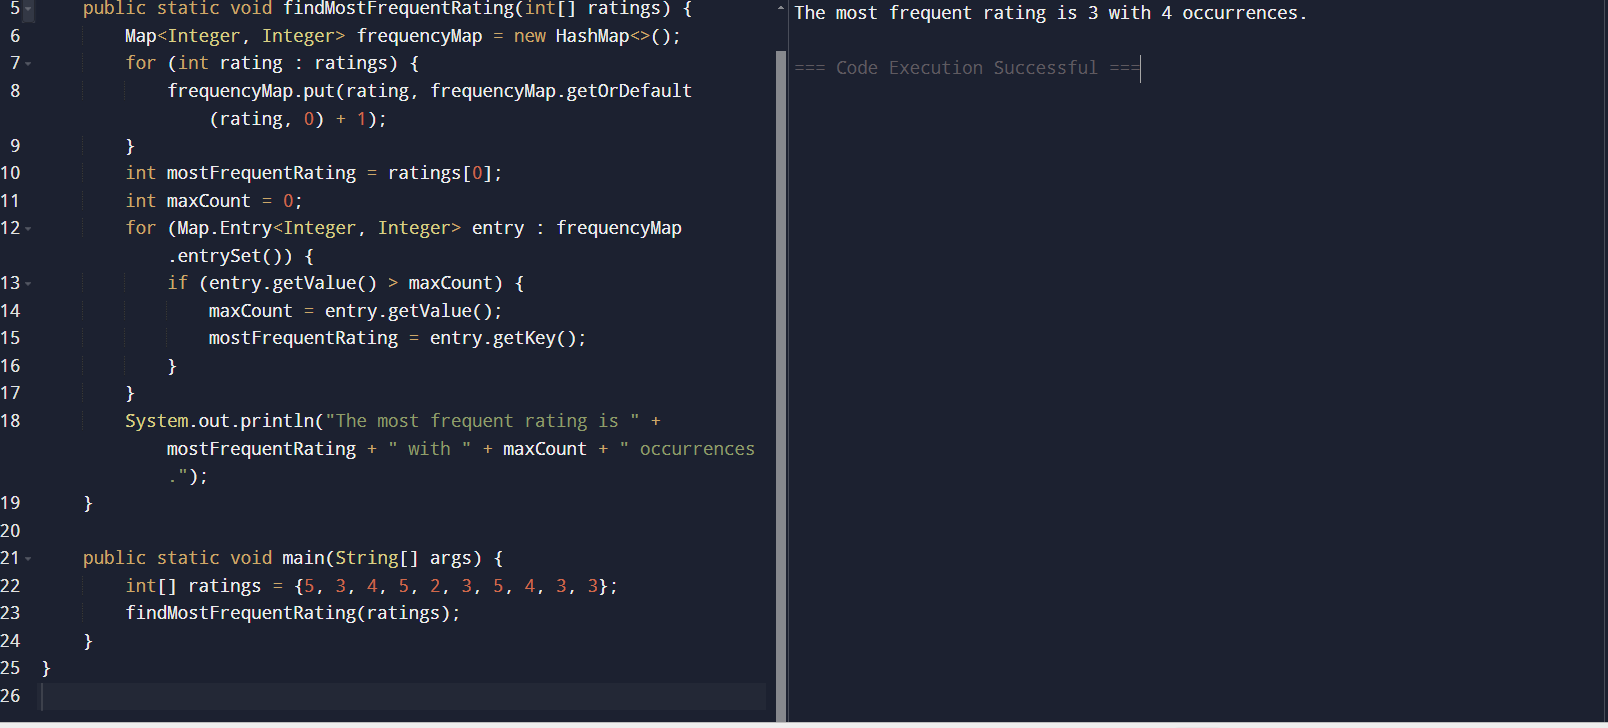 5 public static void findMostFrequentRating(int[] ratings) {
6 Map<Integer, Integer> frequencyMap = new HashMap<>();
7 for (int rating : ratings) {
8 frequencyMap.put(rating, frequencyMap.getOrDefault
(rating, 0) + 1);
9 }
10 int mostFrequentRating = ratings[0];
11 int maxCount = 0;
12 for (Map.Entry<Integer, Integer> entry : frequencyMap
.entrySet()) {
13 if (entry.getValue() > maxCount) {
14 maxCount = entry.getValue();
15 mostFrequentRating = entry.getKey();
16 }
17 }
18 System.out.println("The most frequent rating is " +
mostFrequentRating + " with " + maxCount + " occurrences
.");
19 }
20
21 public static void main(String[] args) {
22 int[] ratings = {5, 3, 4, 5, 2, 3, 5, 4, 3, 3};
23 findMostFrequentRating(ratings);
24 }
25 }
26
The most frequent rating is 3 with 4 occurrences.
=== Code Execution Successful ===